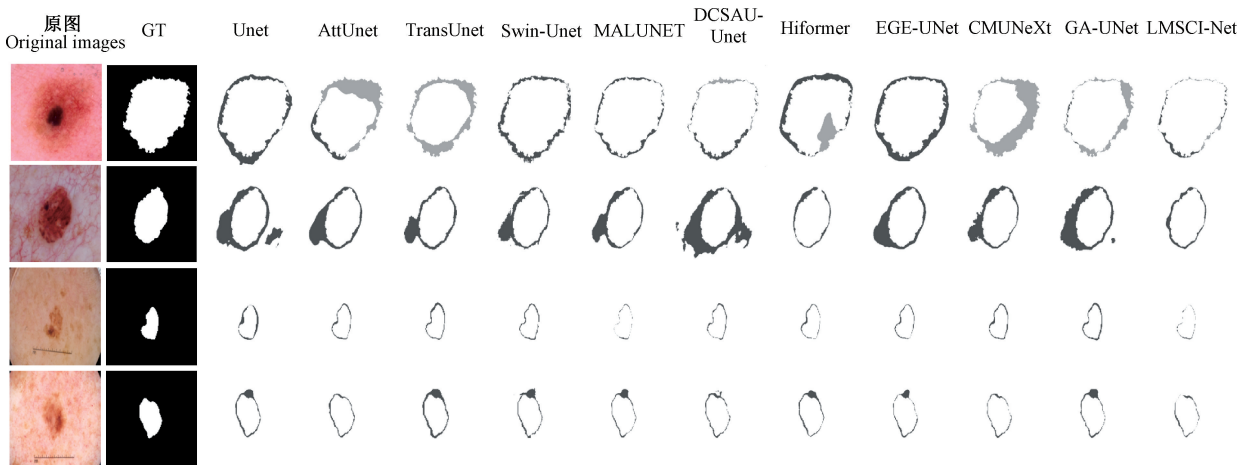 原图
Original images
GT
Unet
AttUnet
TransUnet
Swin-Unet
MALUNET
DCSAU-
Unet
Hiformer
EGE-UNet
CMUNeXt
GA-UNet
LMSCI-Net